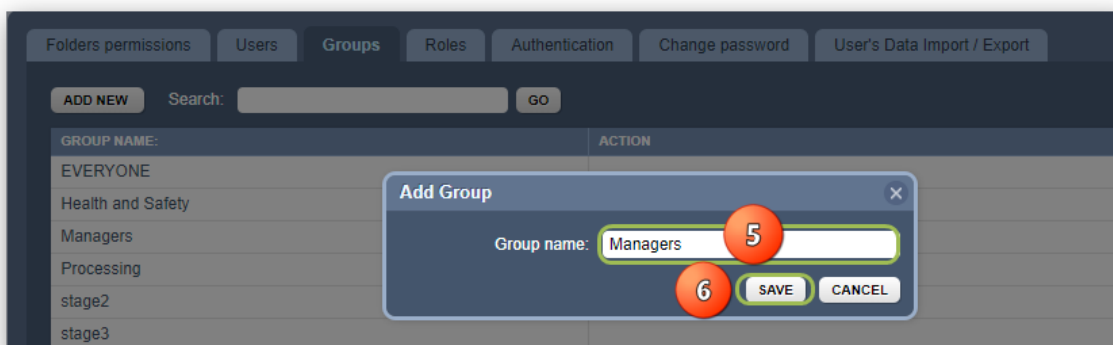 Folders permissions Users Groups Roles Authentication Change password User's Data Import / Export
ADD NEW Search: GO
GROUP NAME: ACTION
EVERYONE
Health and Safety
Managers
Processing
stage2
stage3
Add Group
Group name: Managers 5
6 SAVE CANCEL